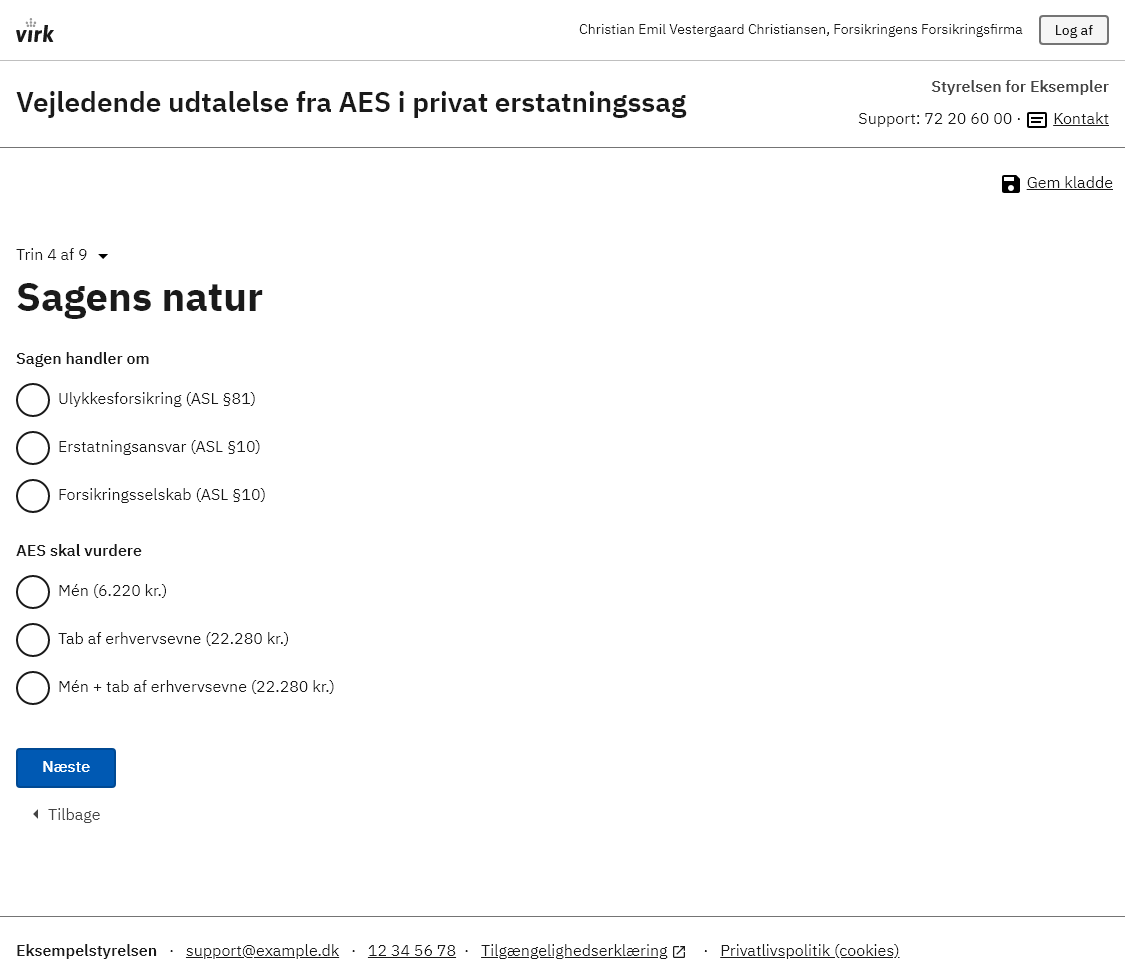 virk
Christian Emil Vestergaard Christiansen, Forsikringens Forsikringsfirma
Log af
Vejledende udtalelse fra AES i privat erstatningssag
Styrelsen for Eksempler
Support: 72 20 60 00 · Kontakt
Gem kladde
Trin 4 af 9
Sagens natur
Sagen handler om
Ulykkesforsikring (ASL §81)
Erstatningsansvar (ASL §10)
Forsikringsselskab (ASL §10)
AES skal vurdere
Mén (6.220 kr.)
Tab af erhvervsevne (22.280 kr.)
Mén + tab af erhvervsevne (22.280 kr.)
Næste
Tilbage
Eksempelstyrelsen · support@example.dk · 12 34 56 78 · Tilgængelighedserklæring · Privatlivspolitik (cookies)